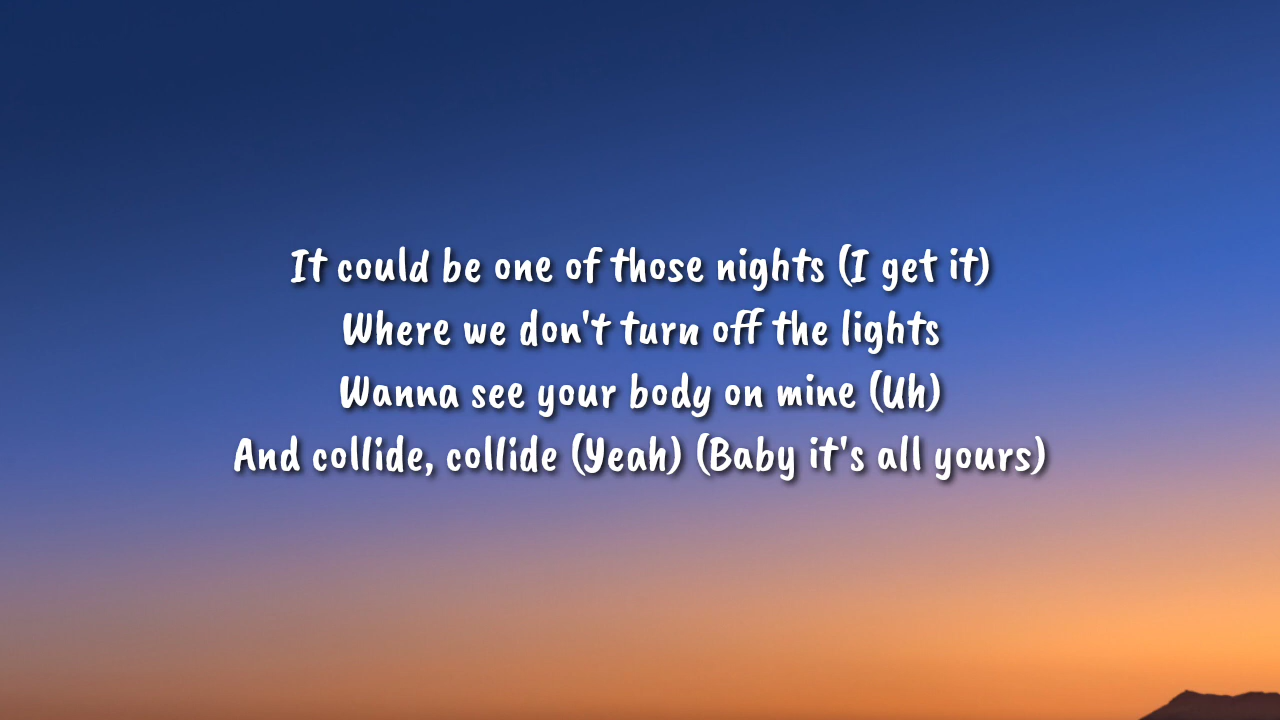 It could be one of those nights (I get it)
Where we don't turn off the lights
Wanna see your body on mine (Uh)
And collide, collide (Yeah) (Baby it's all yours)